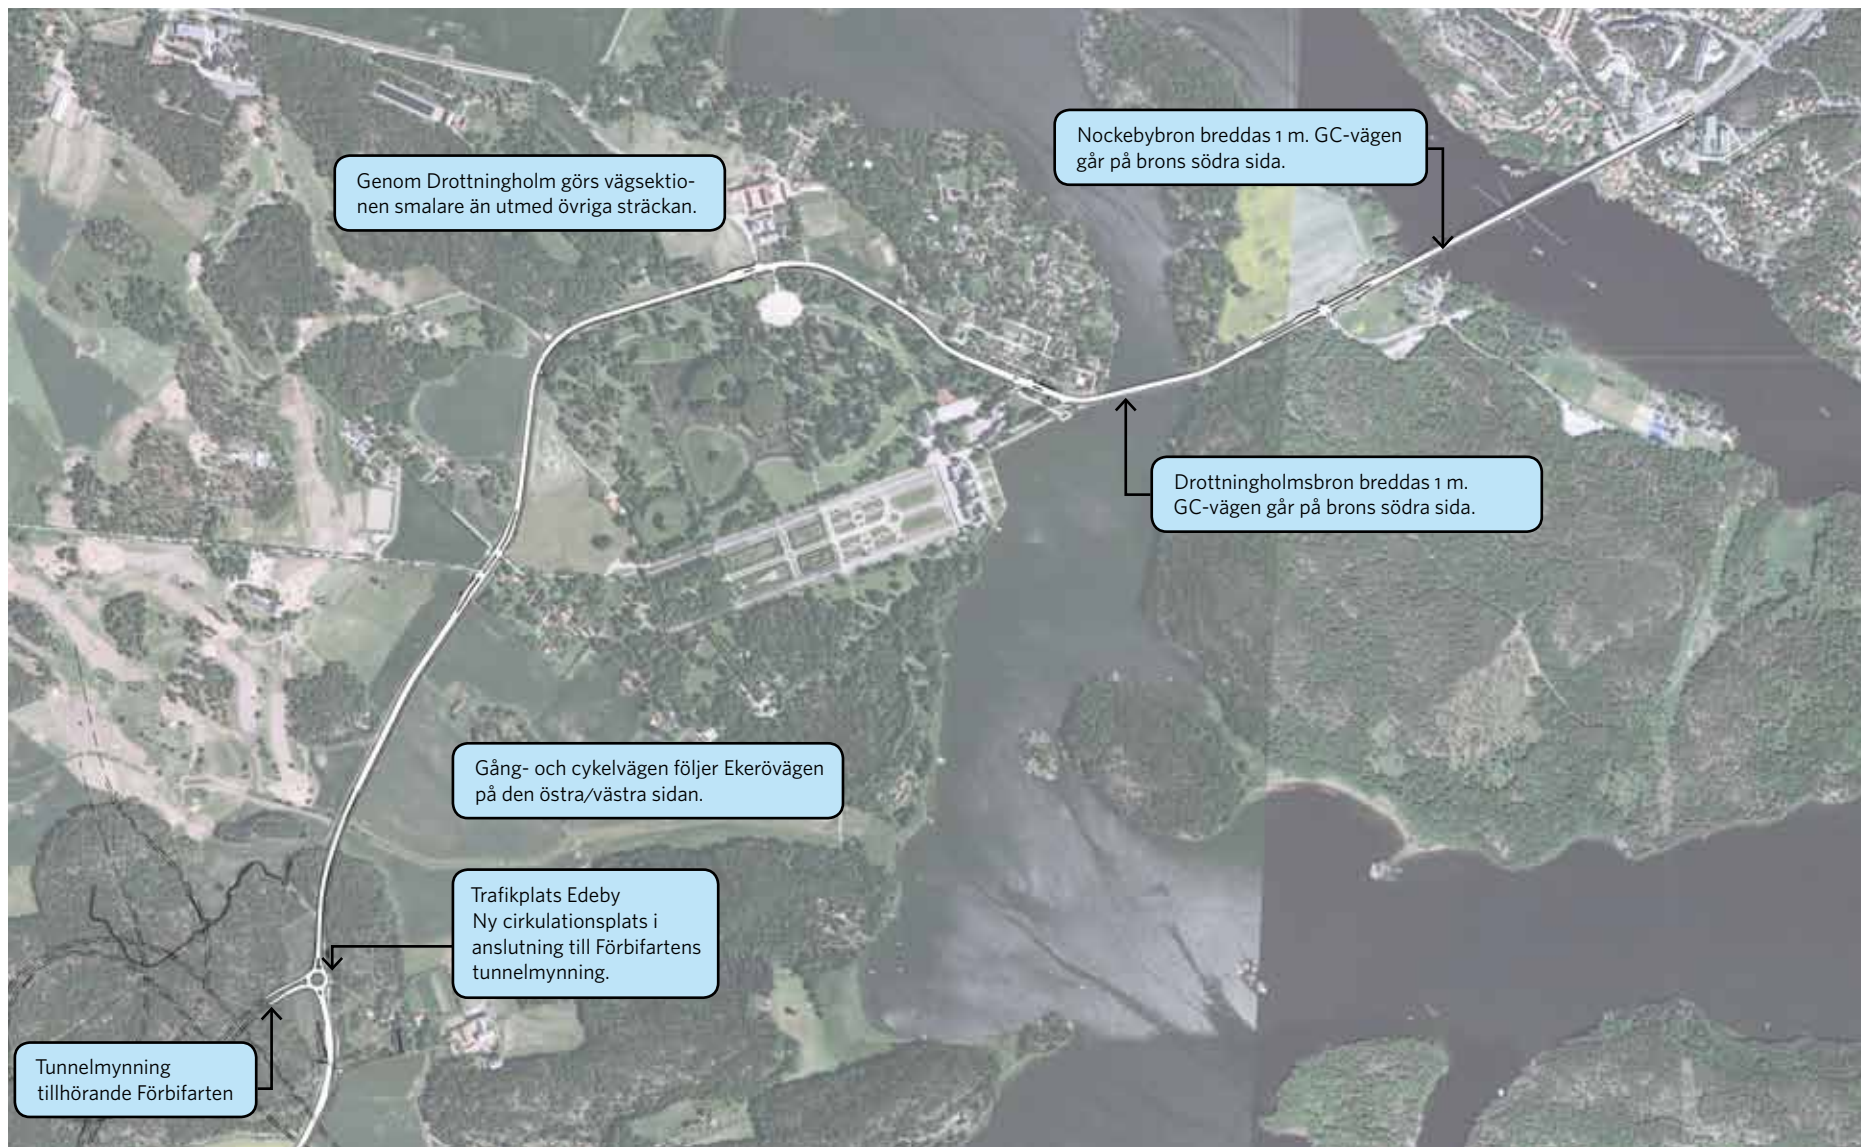 Nockebybron breddas 1 m. GC-vägen
går på brons södra sida.
Genom Drottningholm görs vägsektio-
nen smalare än utmed övriga sträckan.
Drottningholmsbron breddas 1 m.
GC-vägen går på brons södra sida.
Gång- och cykelvägen följer Ekerövägen
på den östra/västra sidan.
Trafikplats Edeby
Ny cirkulationsplats i
anslutning till Förbifartens
tunnelmynning.
Tunnelmynning
tillhörande Förbifarten